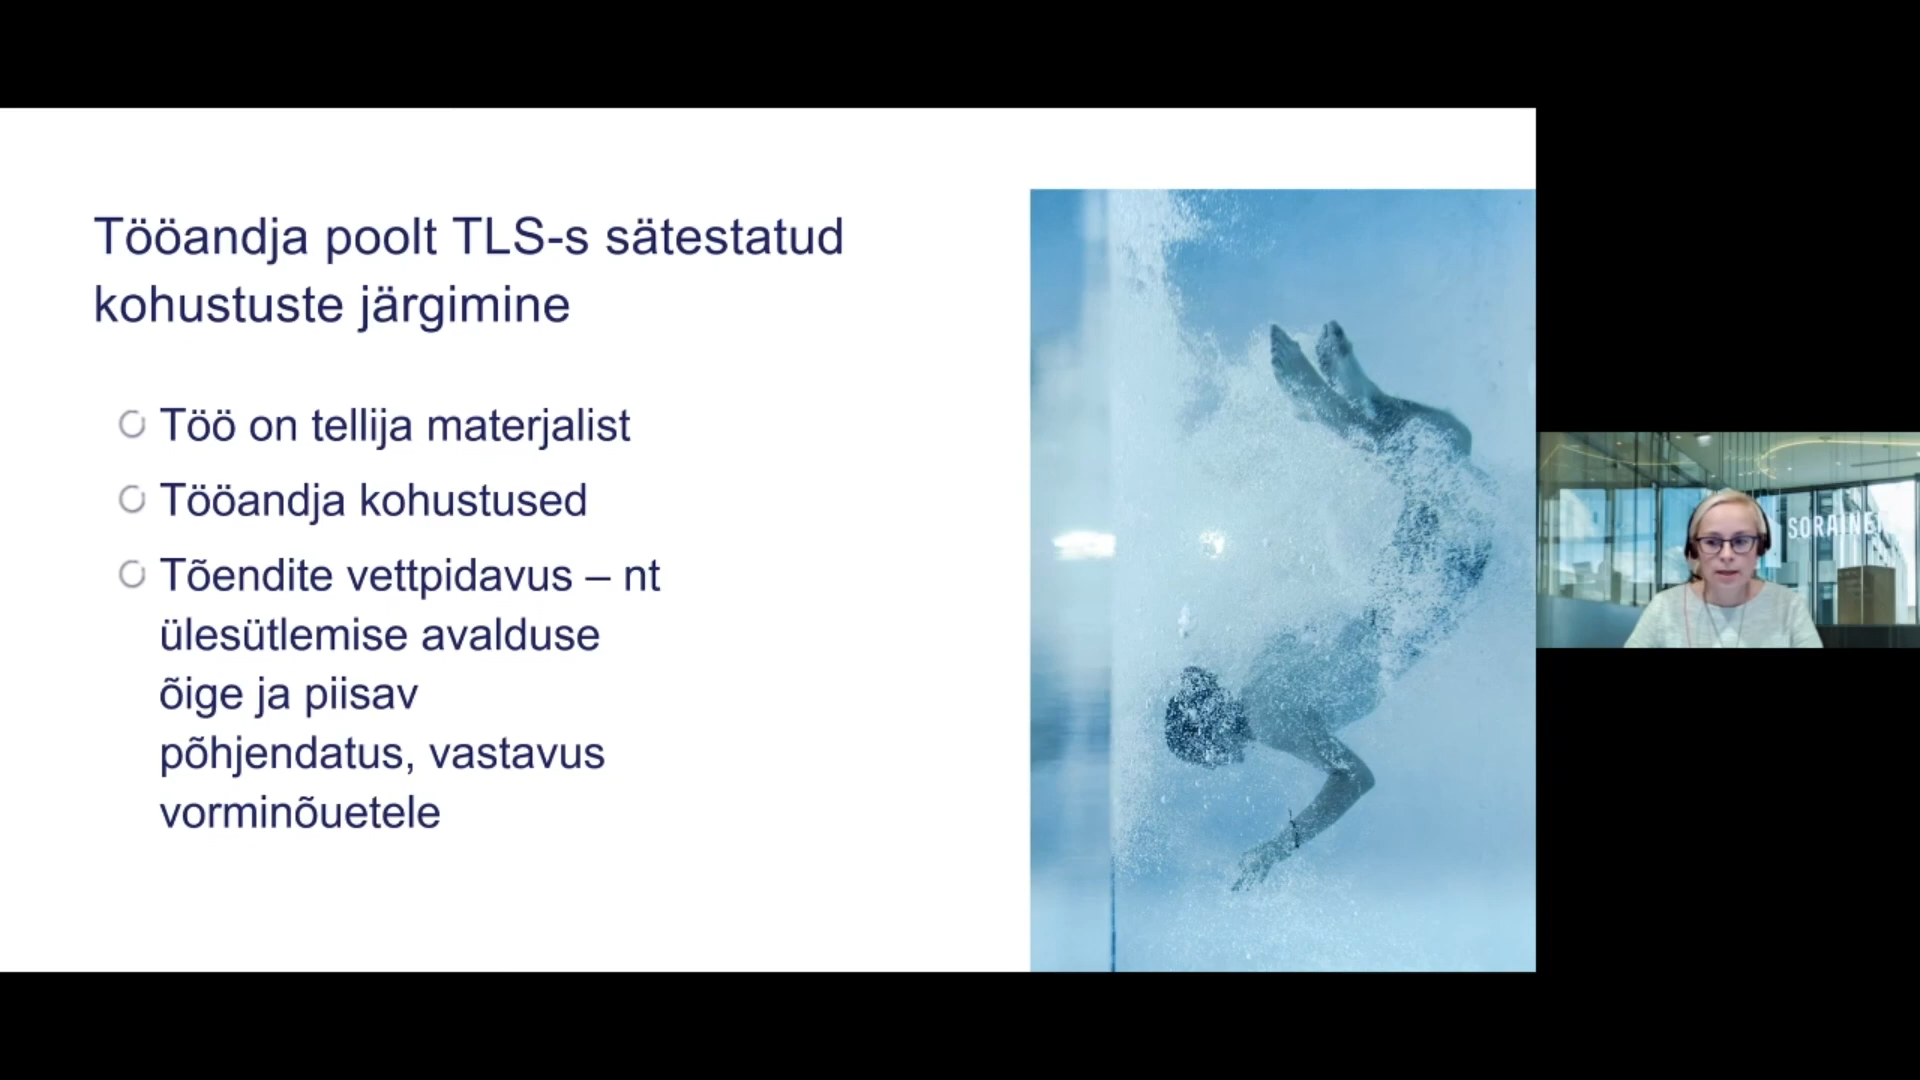 Tööandja poolt TLS-s sätestatud
kohustuste järgimine
Töö on tellija materjalist
Tööandja kohustused
Tõendite vettpidavus – nt
ülesütlemise avalduse
õige ja piisav
põhjendatus, vastavus
vorminõuetele
SORAINEN